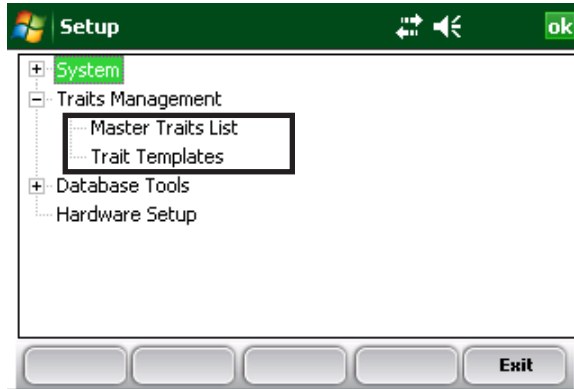 Setup
ok
System
Traits Management
Master Traits List
Trait Templates
Database Tools
Hardware Setup
Exit